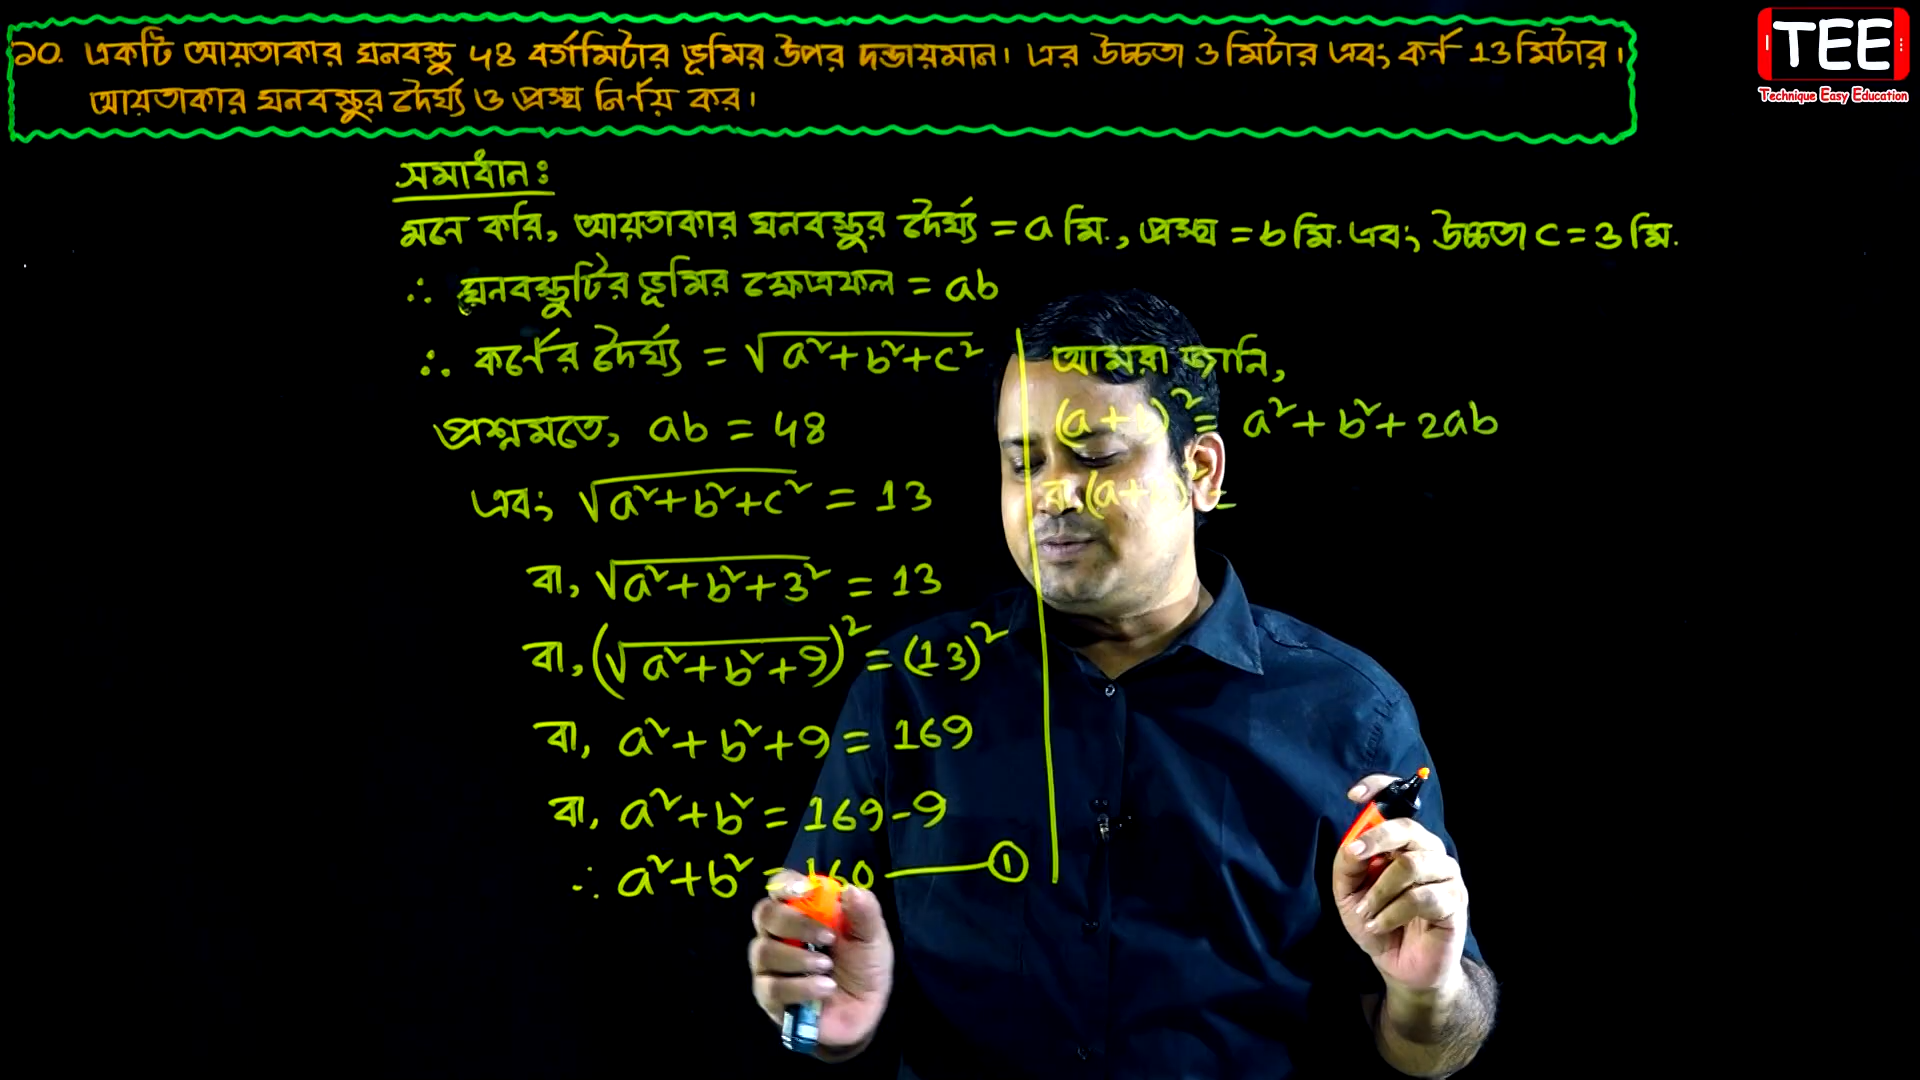 ১০. একটি আয়তাকার ঘনবস্তু 48 বর্গমিটার ভূমির উপর দন্ডায়মান। এর উচ্চতা 3 মিটার এবং কর্ণ 13 মিটার।
আয়তাকার ঘনবস্তুর দৈর্ঘ্য ও প্রস্থ নির্ণয় কর।
TEE
Technique Easy Education
সমাধান:
মনে করি, আয়তাকার ঘনবস্তুর দৈর্ঘ্য = a মি., প্রস্থ = b মি. এবং উচ্চতা c = 3 মি.
∴ ঘনবস্তুটির ভূমির ক্ষেত্রফল = ab
∴ কর্ণের দৈর্ঘ্য = √a²+b²+c²
প্রশ্নমতে, ab = 48
এবং √a²+b²+c² = 13
বা, √a²+b²+3² = 13
বা, (√a²+b²+9)² = (13)²
বা, a²+b²+9 = 169
বা, a²+b² = 169-9
∴ a²+b² = 160 ——— ①
আমরা জানি,
(a+b)² = a²+b²+2ab
বা, (a+b)² =